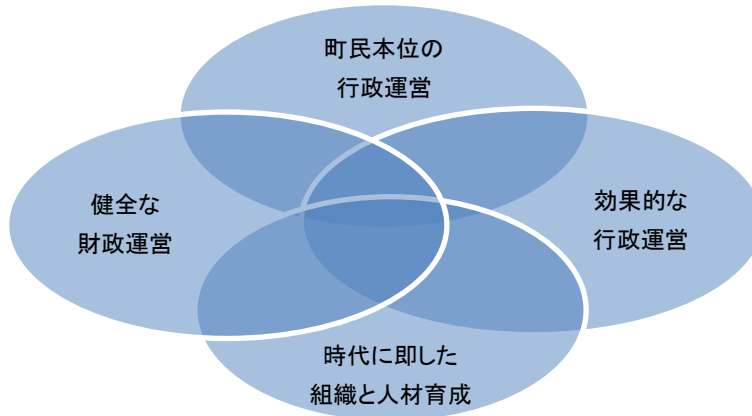 町民本位の
行政運営
健全な
財政運営
効果的な
行政運営
時代に即した
組織と人材育成